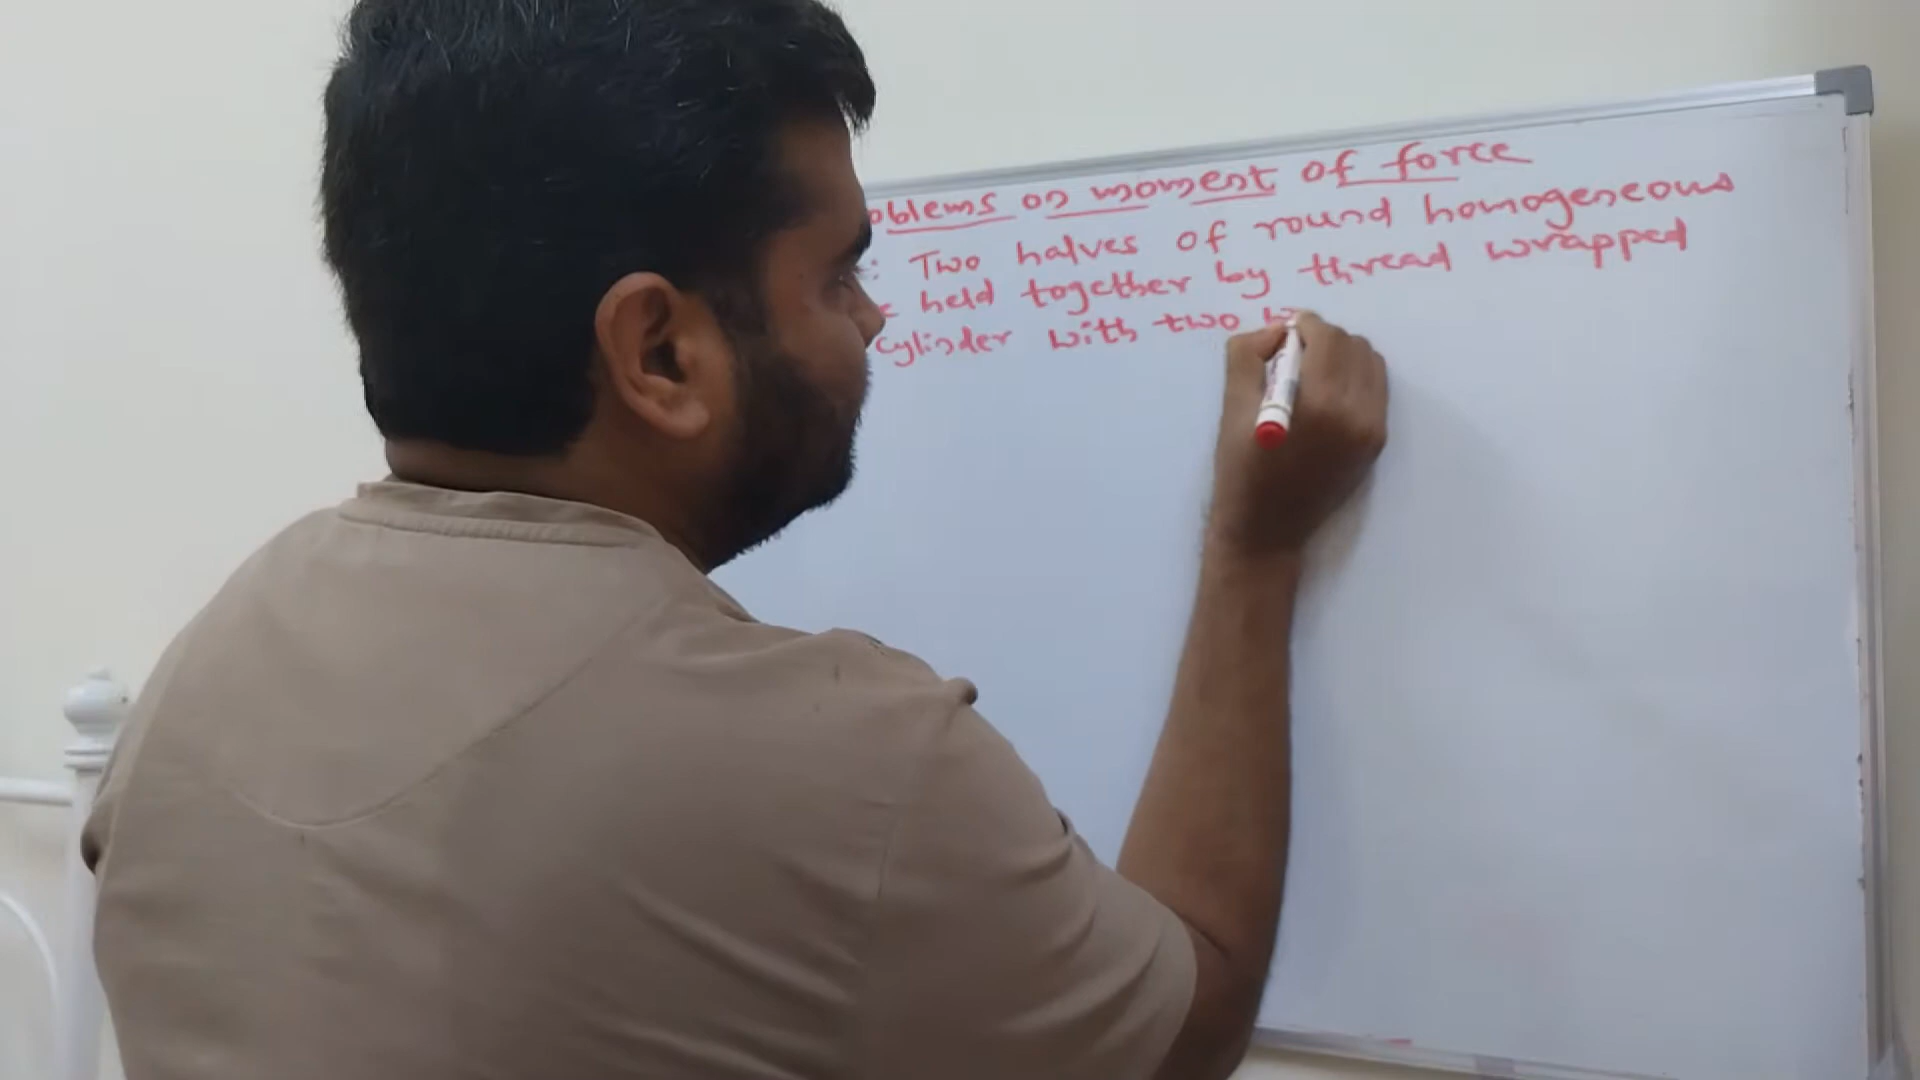 oblems on moment of force
: Two halves of round homogeneous
held together by thread wrapped
cylinder with two w